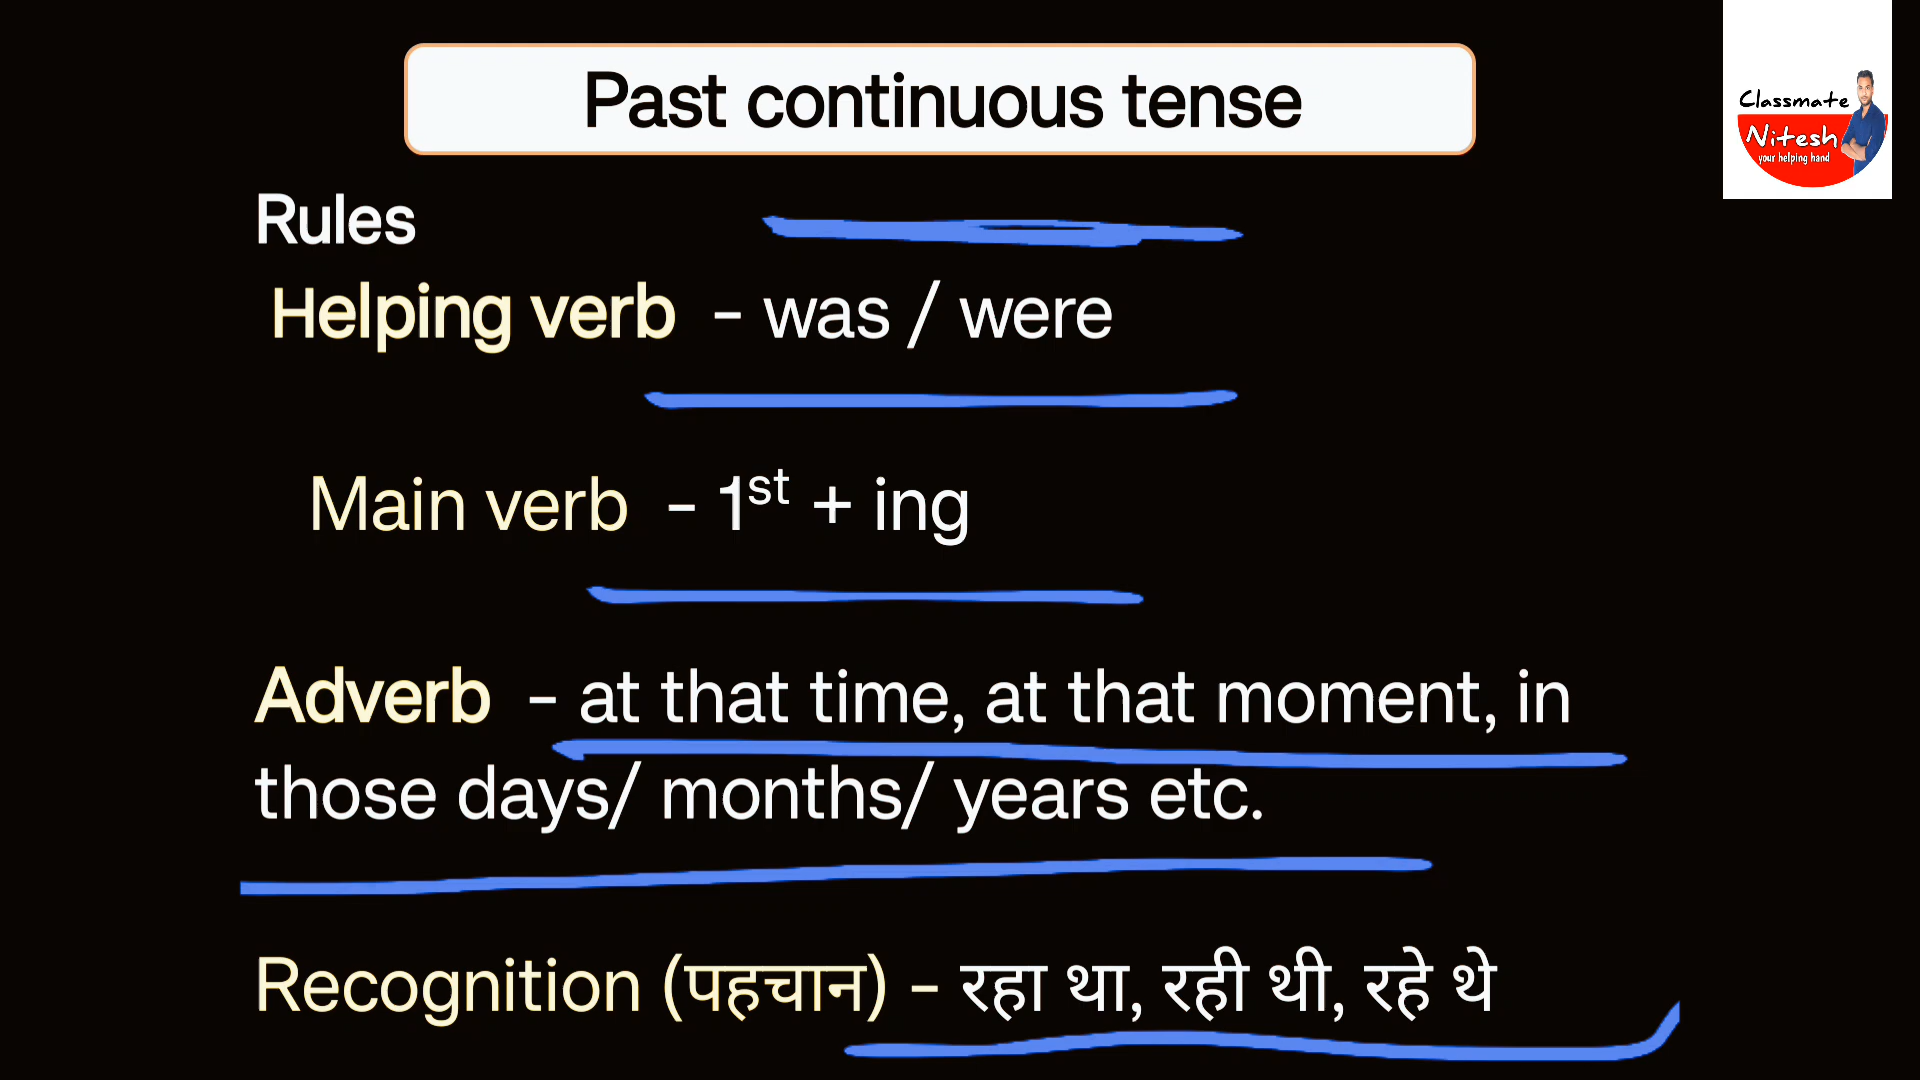 Past continuous tense
Classmate
Nitesh
your helping hand
Rules
Helping verb - was / were
Main verb - 1st + ing
Adverb - at that time, at that moment, in
those days/ months/ years etc.
Recognition (पहचान) - रहा था, रही थी, रहे थे